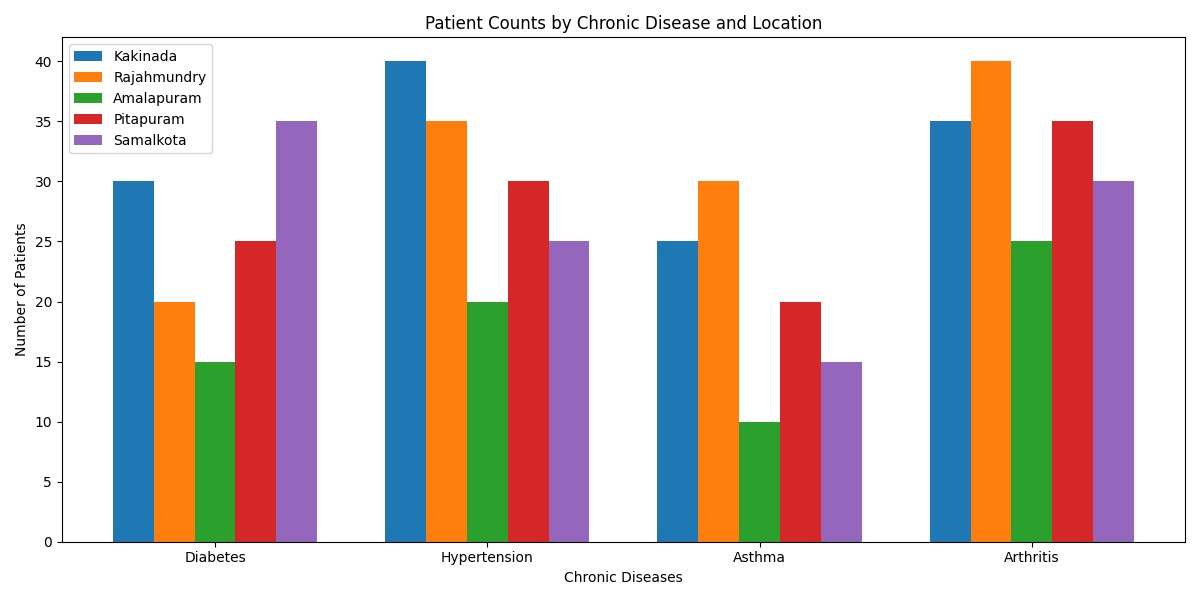 Patient Counts by Chronic Disease and Location
Kakinada
Rajahmundry
Amalapuram
Pitapuram
Samalkota
Number of Patients
40
35
30
25
20
15
10
5
0
Diabetes
Hypertension
Asthma
Arthritis
Chronic Diseases